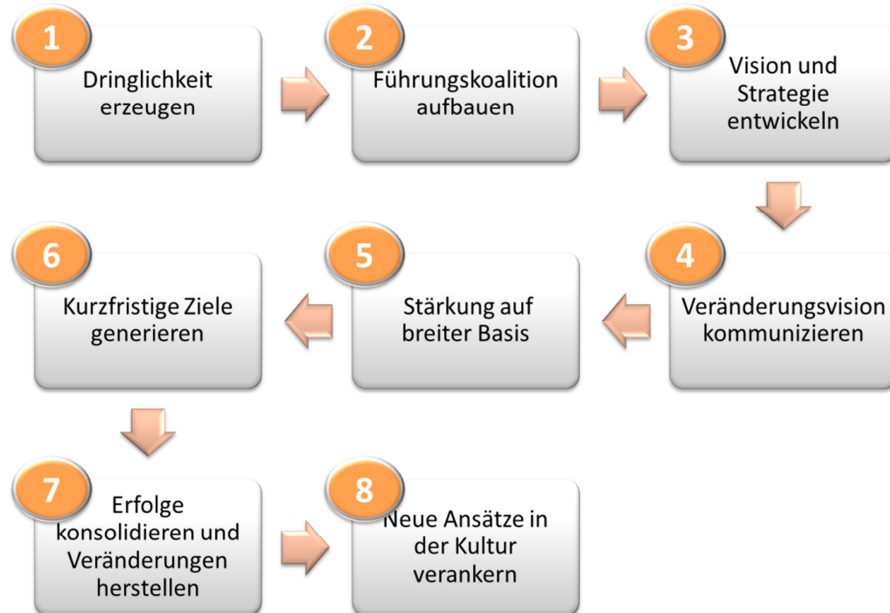 1
Dringlichkeit
erzeugen
2
Führungskoalition
aufbauen
3
Vision und
Strategie
entwickeln
4
Veränderungsvision
kommunizieren
5
Stärkung auf
breiter Basis
6
Kurzfristige Ziele
generieren
7
Erfolge
konsolidieren und
Veränderungen
herstellen
8
Neue Ansätze in
der Kultur
verankern